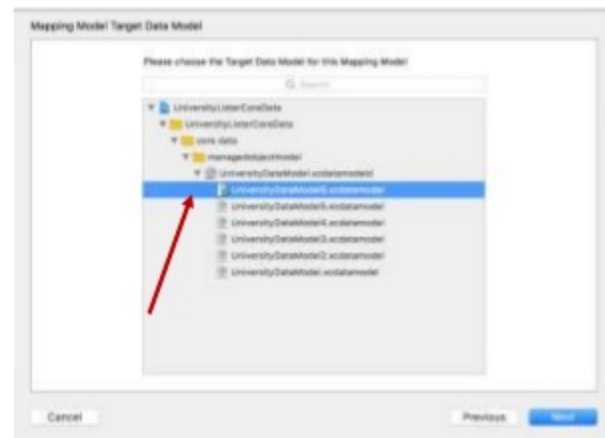 Mapping Model Target Data Model
Please choose the Target Data Model for this Mapping Model
Search
UniversityListerCoreData
UniversityListerCoreData
core data
managedobjectmodel
UniversityDataModel.xcdatamodeld
UniversityDataModel6.xcdatamodel
UniversityDataModel5.xcdatamodel
UniversityDataModel4.xcdatamodel
UniversityDataModel3.xcdatamodel
UniversityDataModel2.xcdatamodel
UniversityDataModel.xcdatamodel
Cancel
Previous
Next